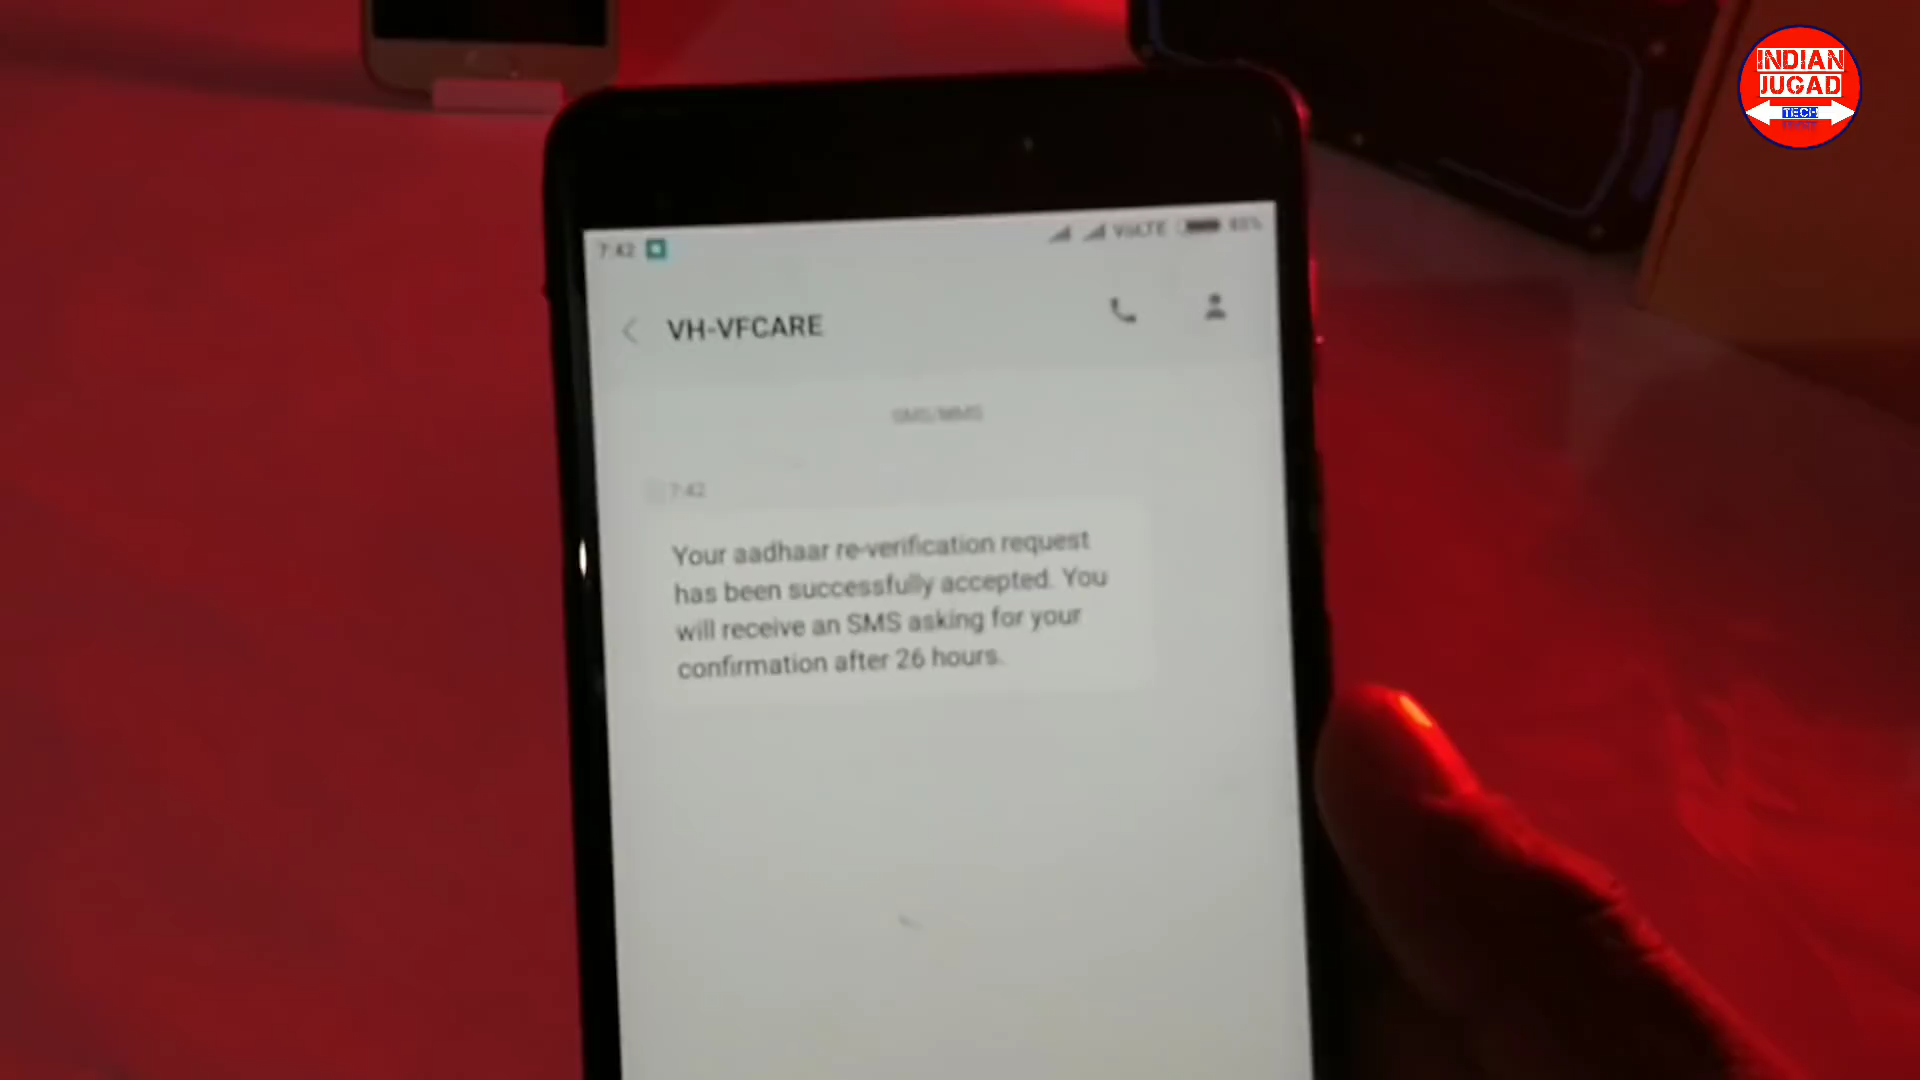 INDIAN
JUGAD
TECH
7:42
VoLTE
VH-VFCARE
SMS/MMS
7:42
Your aadhaar re-verification request
has been successfully accepted. You
will receive an SMS asking for your
confirmation after 26 hours.